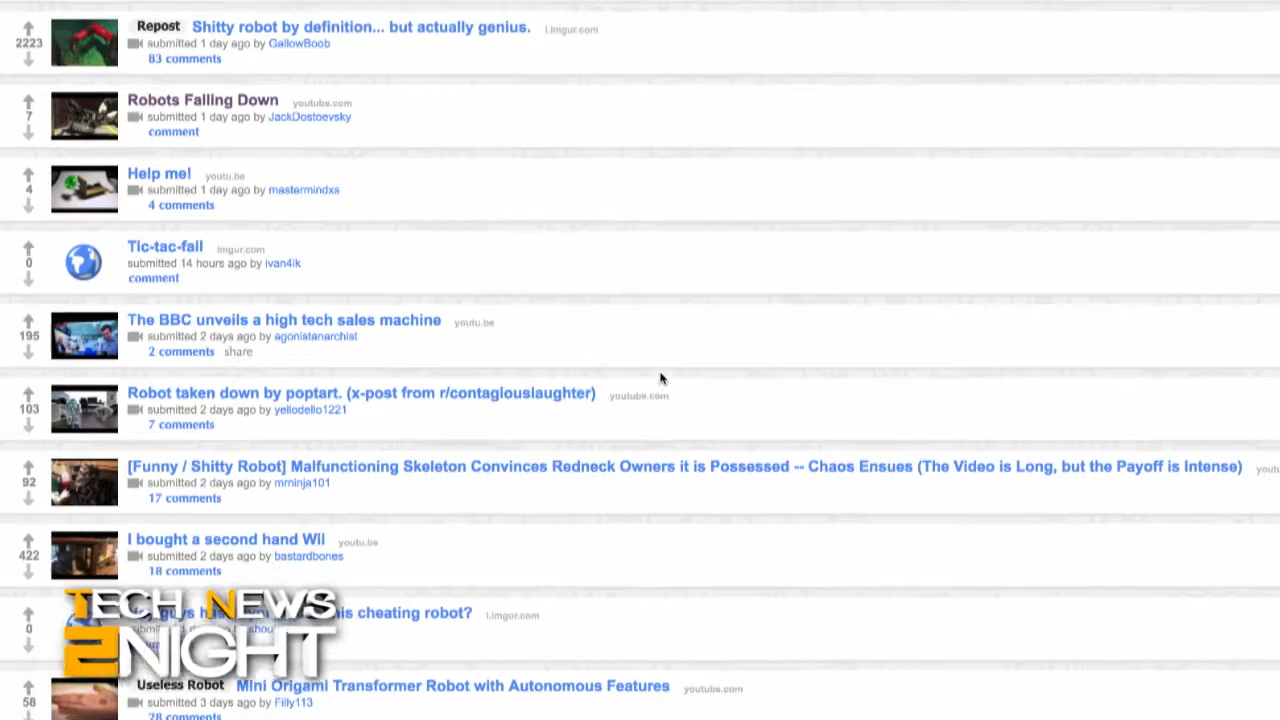 Repost Shitty robot by definition... but actually genius. i.imgur.com
2223
submitted 1 day ago by GallowBoob
83 comments
Robots Falling Down youtube.com
7
submitted 1 day ago by JackDostoevsky
comment
Help me! youtu.be
4
submitted 1 day ago by mastermindxs
4 comments
Tic-tac-fail imgur.com
0
submitted 14 hours ago by ivan4ik
comment
The BBC unveils a high tech sales machine youtu.be
195
submitted 2 days ago by agonistanarchist
2 comments share
Robot taken down by poptart. (x-post from r/contagiouslaughter) youtube.com
103
submitted 2 days ago by yellodello1221
7 comments
[Funny / Shitty Robot] Malfunctioning Skeleton Convinces Redneck Owners it is Possessed -- Chaos Ensues (The Video is Long, but the Payoff is Intense) yout
92
submitted 2 days ago by mrninja101
17 comments
I bought a second hand Wii youtu.be
422
submitted 2 days ago by bastardbones
18 comments
guys cheating robot? i.imgur.com
0
TECH NEWS
2NIGHT
Useless Robot Mini Origami Transformer Robot with Autonomous Features youtube.com
58
submitted 3 days ago by Filly113
28 comments